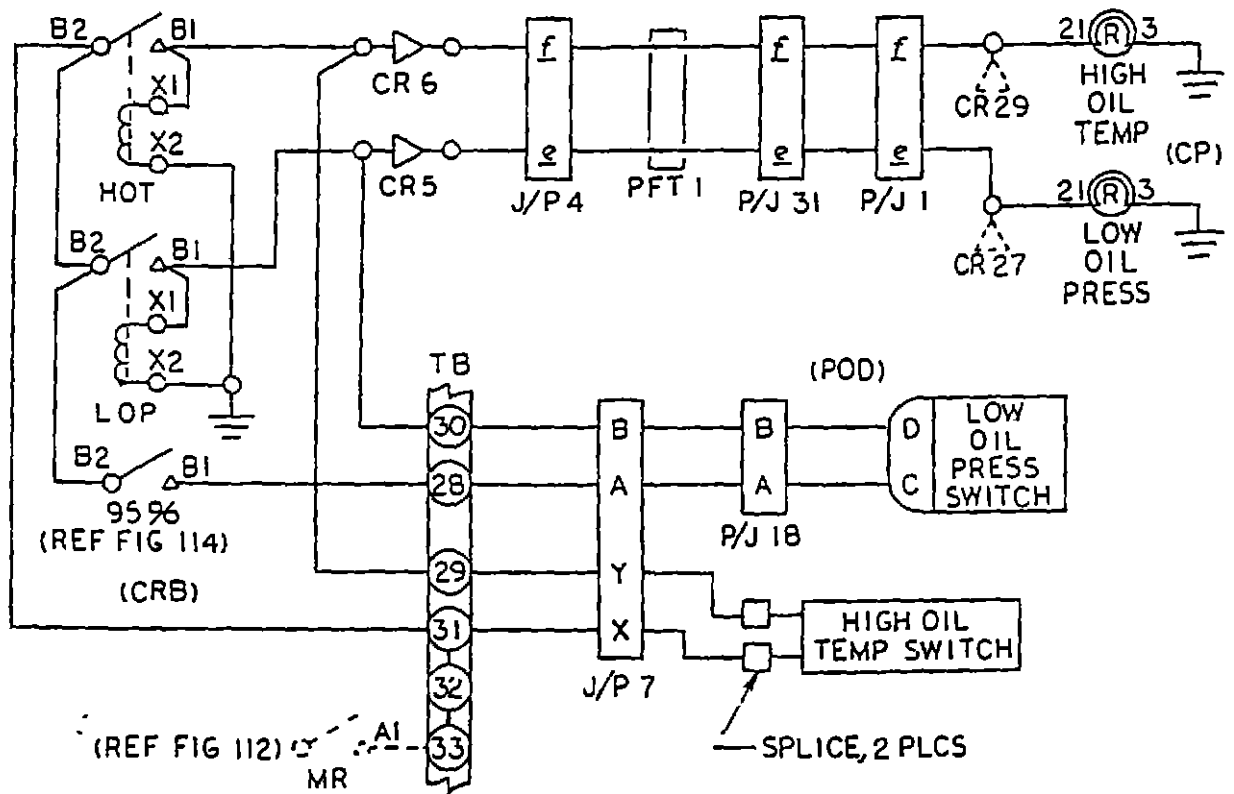 B2 B1 CR 6 f f f 21 R 3
X1
X2
HOT
CR 29
HIGH
OIL
TEMP
(CP)
CR 5 e e e
J/P 4 PFT 1 P/J 31 P/J 1
21 R 3
CR 27
LOW
OIL
PRESS
B2 B1
X1
X2
LOP
TB
(POD)
30 B B D
LOW
OIL
PRESS
SWITCH
B2 B1 28 A A C
95%
(REF FIG 114)
P/J 18
(CRB)
29 Y
31 X
HIGH OIL
TEMP SWITCH
32
J/P 7
(REF FIG 112) A1 33
MR
SPLICE, 2 PLCS